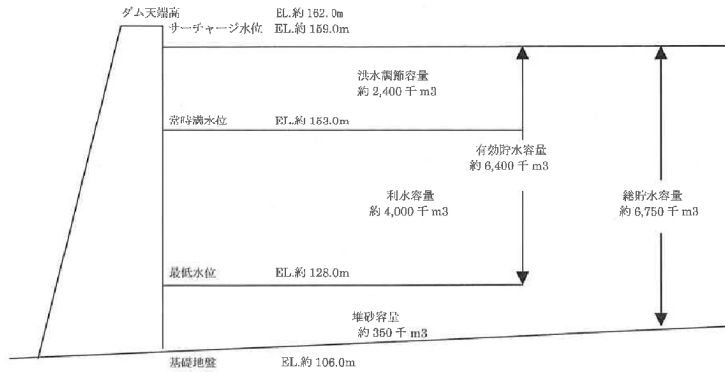 ダム天端高 EL.約 162.0m
サーチャージ水位 EL.約 159.0m
洪水調節容量
約 2,400 千 m3
常時満水位 EL.約 153.0m
有効貯水容量
約 6,400 千 m3
利水容量
約 4,000 千 m3
総貯水容量
約 6,750 千 m3
最低水位 EL.約 128.0m
堆砂容量
約 350 千 m3
基礎地盤 EL.約 106.0m